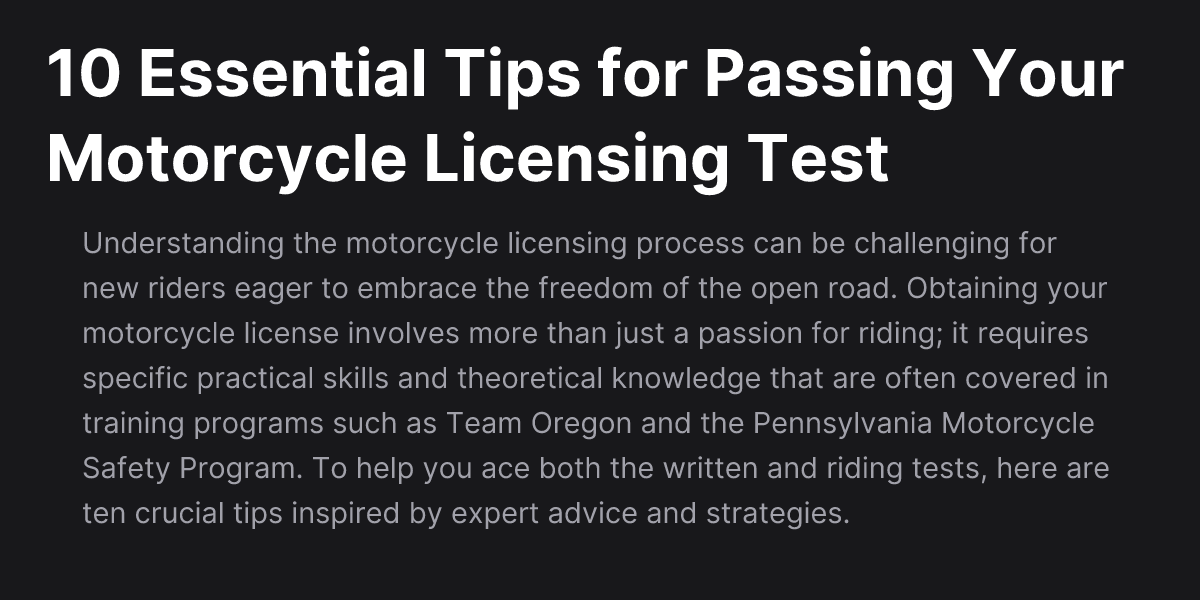 10 Essential Tips for Passing Your
Motorcycle Licensing Test
Understanding the motorcycle licensing process can be challenging for
new riders eager to embrace the freedom of the open road. Obtaining your
motorcycle license involves more than just a passion for riding; it requires
specific practical skills and theoretical knowledge that are often covered in
training programs such as Team Oregon and the Pennsylvania Motorcycle
Safety Program. To help you ace both the written and riding tests, here are
ten crucial tips inspired by expert advice and strategies.